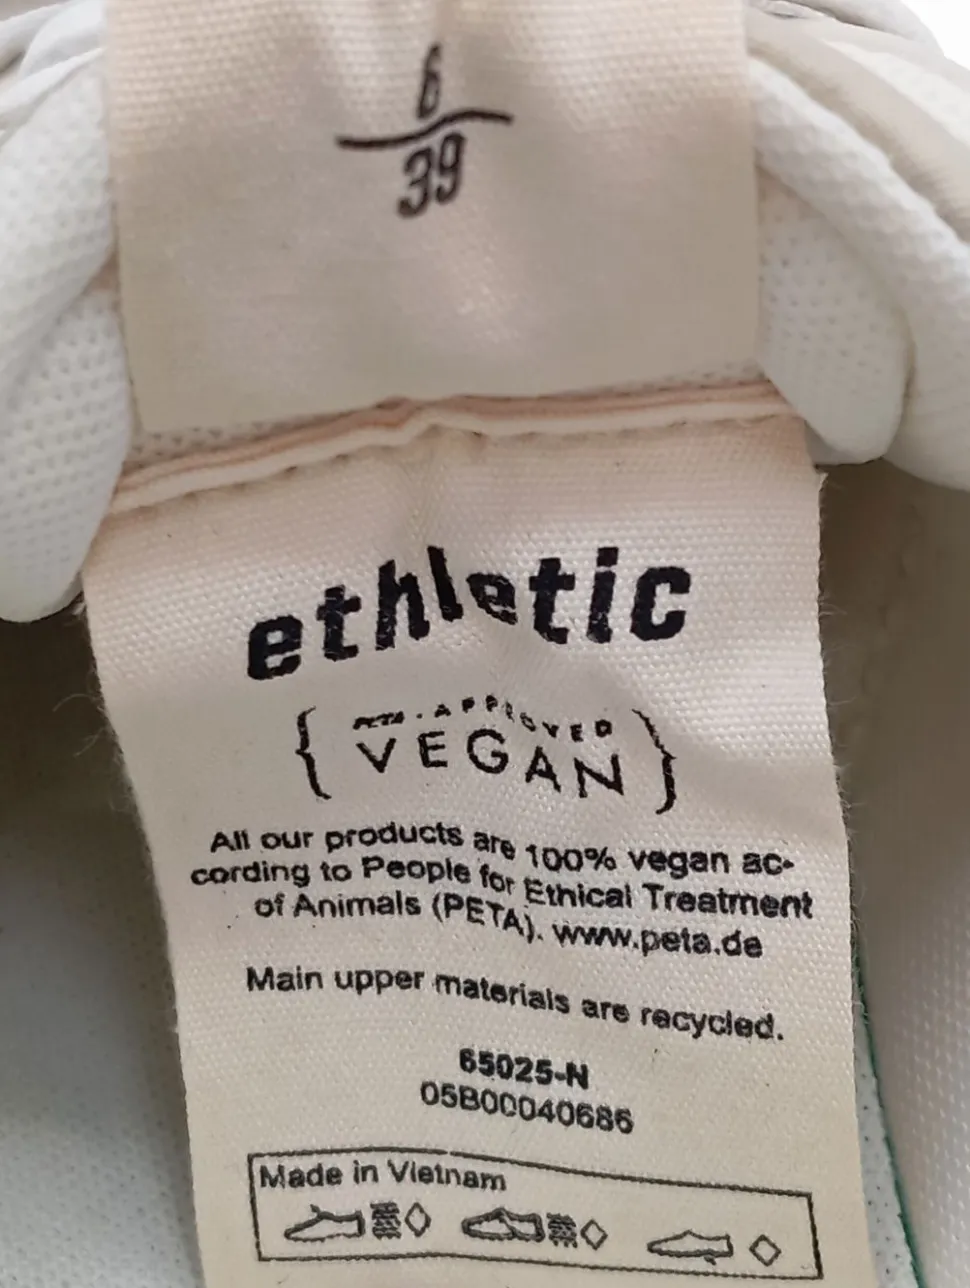 6
39
ethletic
PETA-APPROVED
VEGAN
All our products are 100% vegan ac-
cording to People for Ethical Treatment
of Animals (PETA). www.peta.de
Main upper materials are recycled.
65025-N
05B00040686
Made in Vietnam